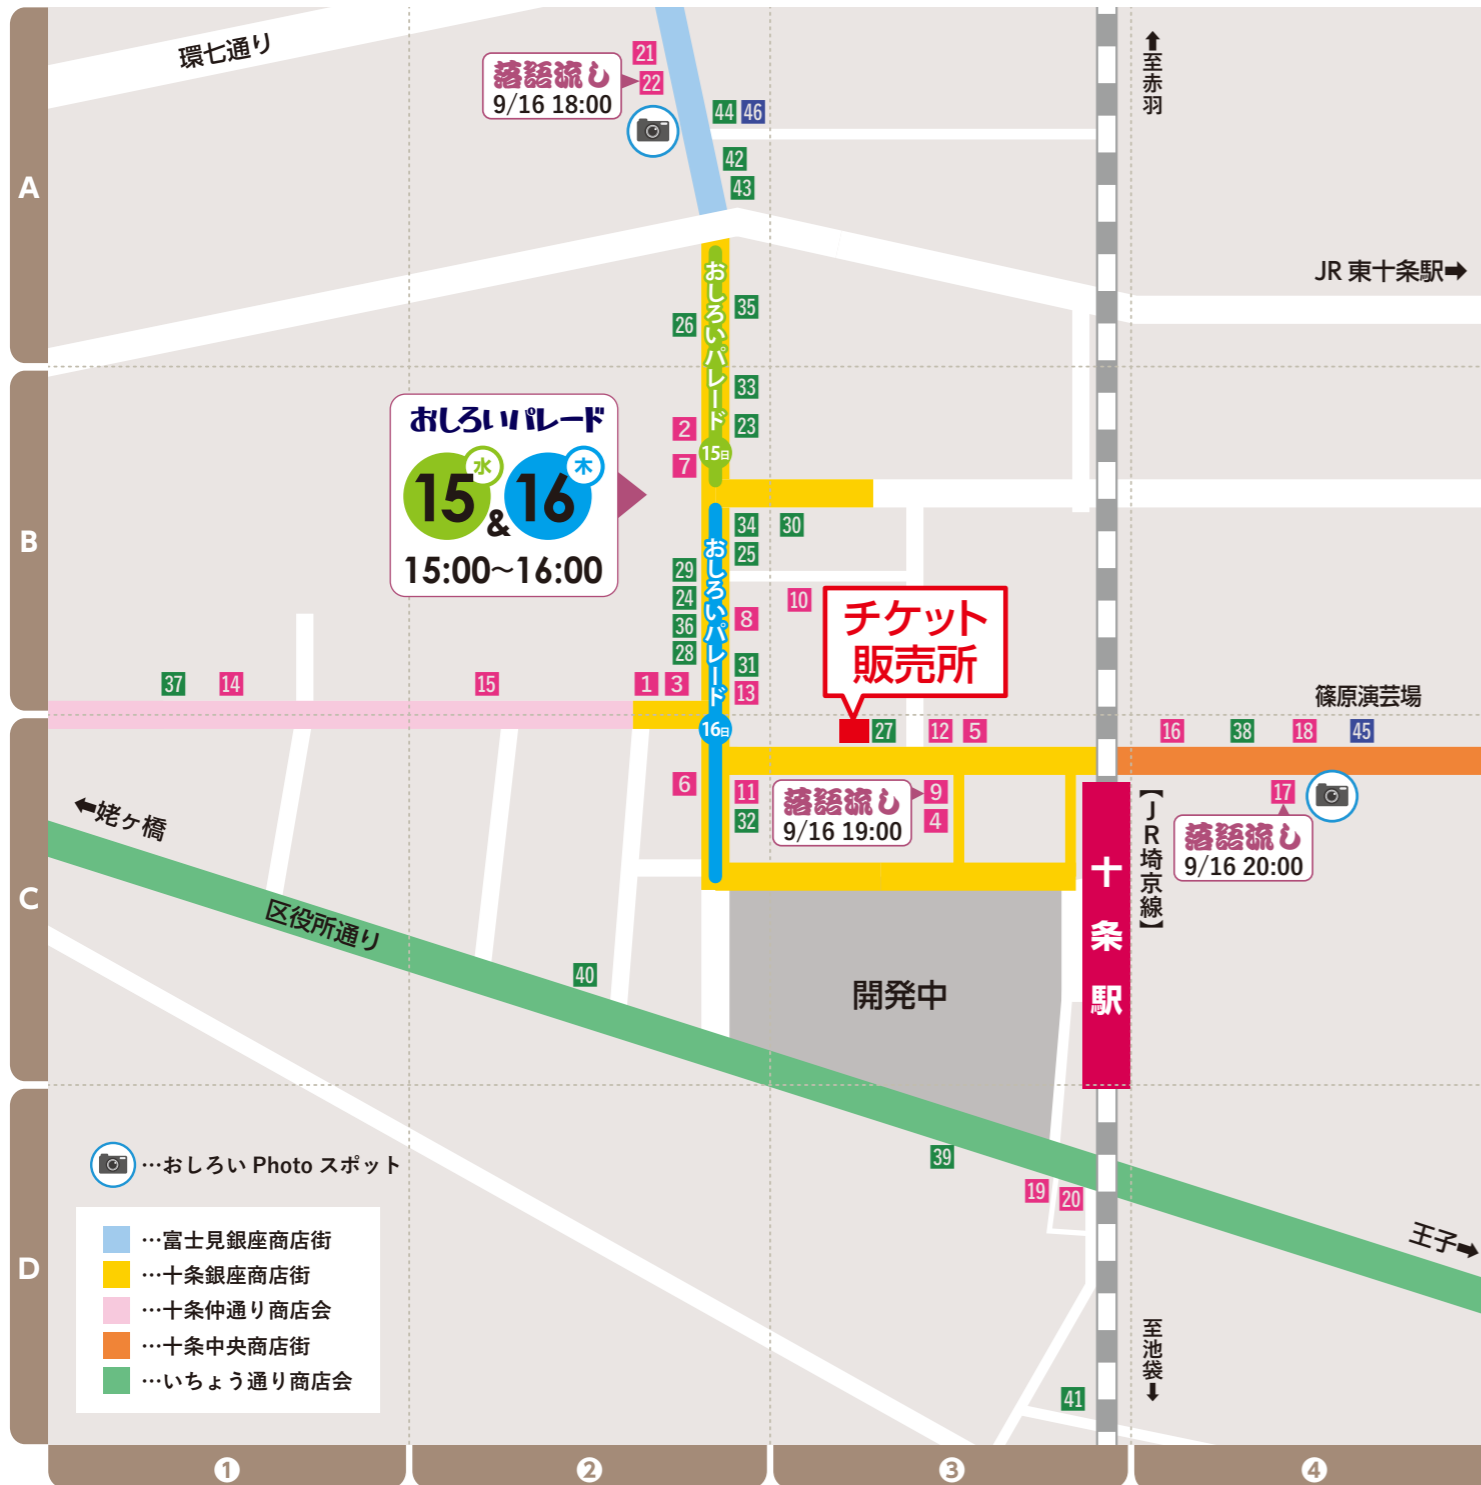 環七通り
落語流し
9/16 18:00
21
22
44
46
42
43
至赤羽
A
JR 東十条駅
おしろいパレード
15日
26
35
33
23
2
7
おしろいパレード
15水
&
16木
15:00～16:00
B
おしろいパレード
16日
34
30
25
29
24
36
28
10
8
31
13
チケット
販売所
37
14
15
1
3
篠原演芸場
27
12
5
16
38
18
45
6
11
32
落語流し
9/16 19:00
9
4
17
落語流し
9/16 20:00
姥ヶ橋
【JR埼京線】
十条駅
C
区役所通り
40
開発中
39
19
20
…おしろい Photo スポット
…富士見銀座商店街
…十条銀座商店街
…十条仲通り商店会
…十条中央商店街
…いちょう通り商店会
D
王子
至池袋
41
1
2
3
4